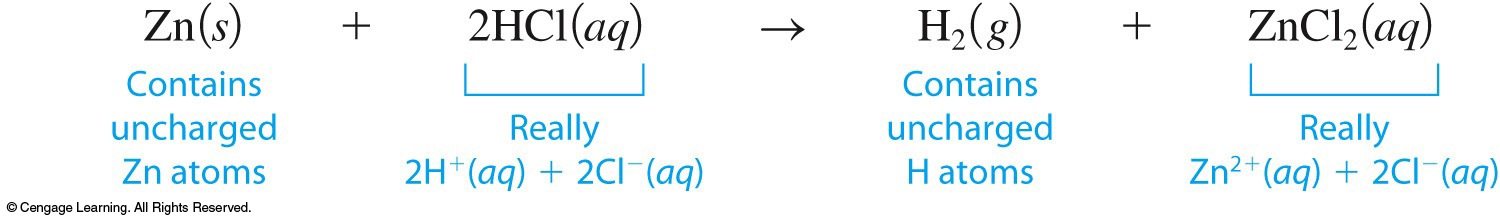 Zn(s) + 2HCl(aq) → H₂(g) + ZnCl₂(aq)
Contains uncharged Zn atoms
Really 2H⁺(aq) + 2Cl⁻(aq)
Contains uncharged H atoms
Really Zn²⁺(aq) + 2Cl⁻(aq)
© Cengage Learning. All Rights Reserved.